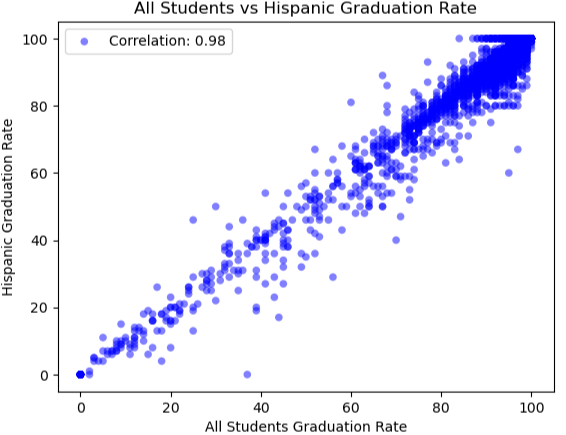 All Students vs Hispanic Graduation Rate
Correlation: 0.98
Hispanic Graduation Rate
100
80
60
40
20
0
0 20 40 60 80 100
All Students Graduation Rate